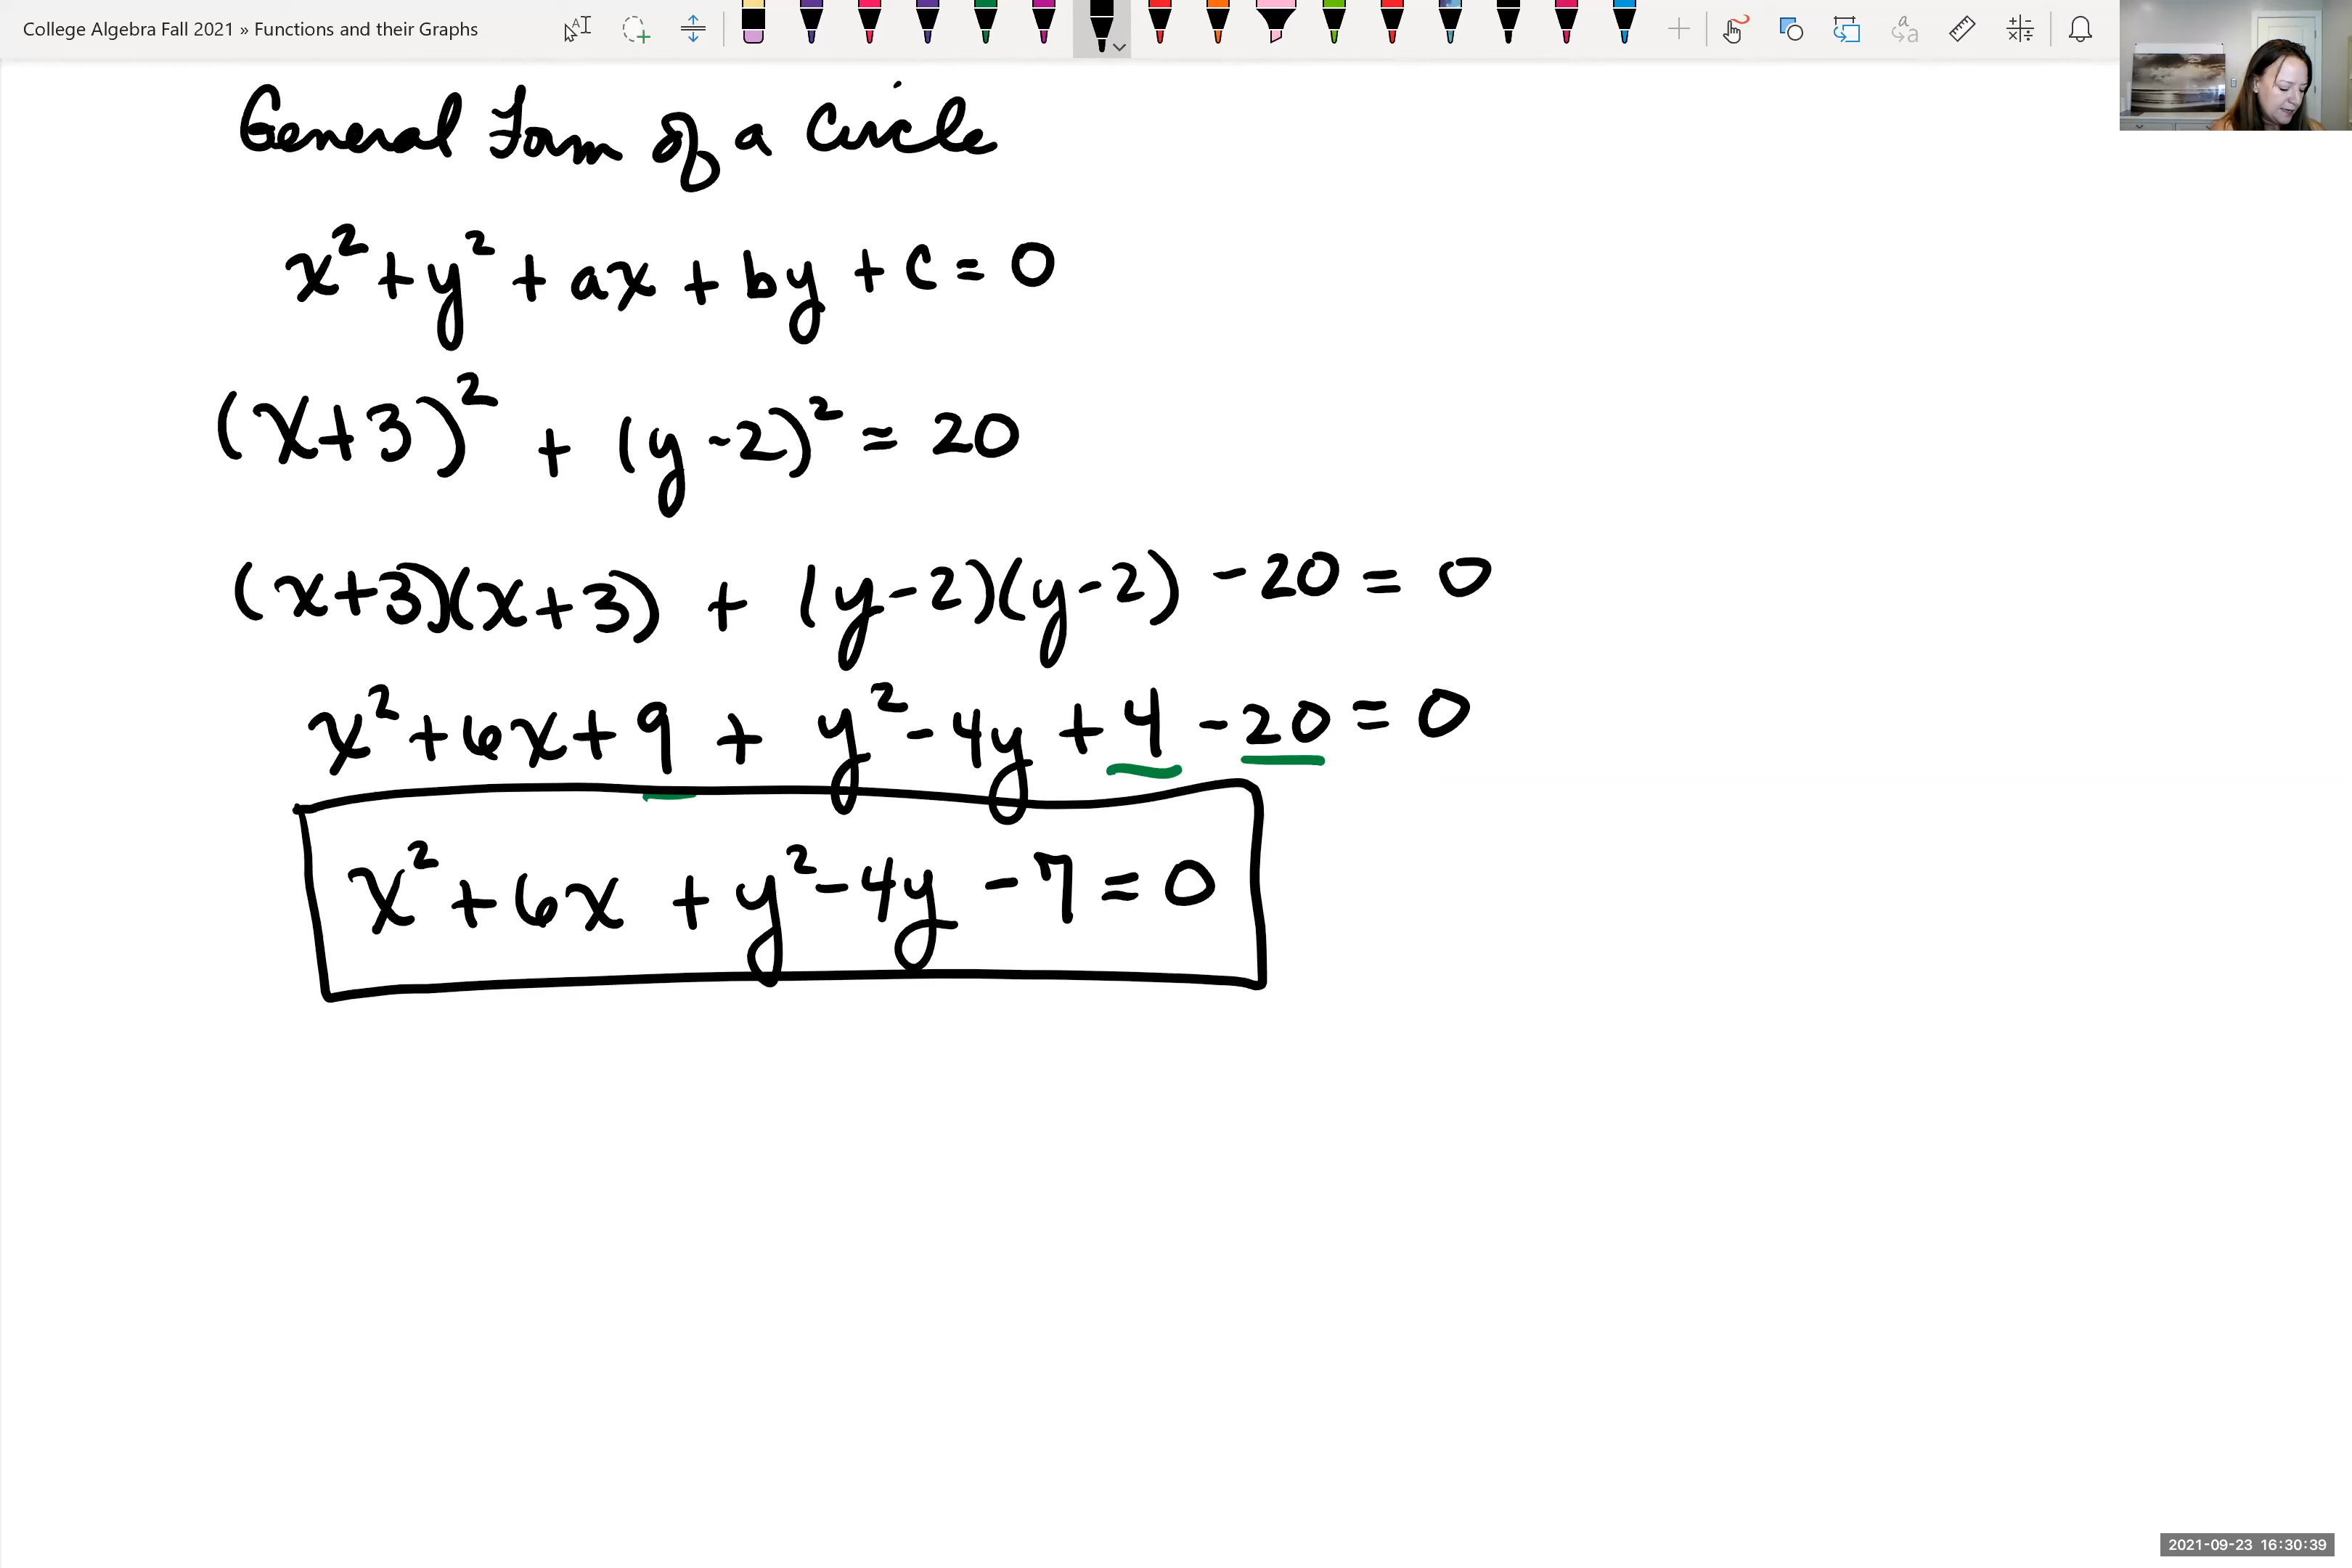 College Algebra Fall 2021 » Functions and their Graphs
General Form of a Circle
x² + y² + ax + by + c = 0
(x+3)² + (y-2)² = 20
(x+3)(x+3) + (y-2)(y-2) - 20 = 0
x² + 6x + 9 + y² - 4y + 4 - 20 = 0
x² + 6x + y² - 4y - 7 = 0
2021-09-23 16:30:39